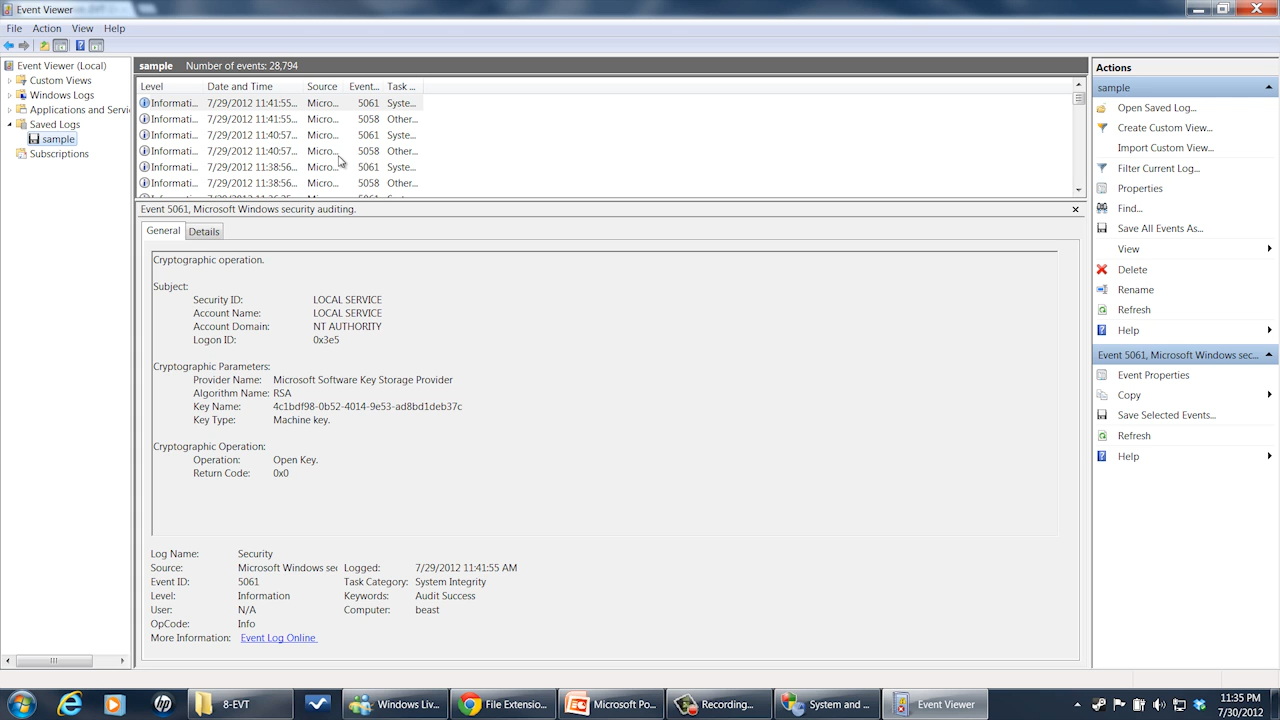 Event Viewer
File Action View Help
Event Viewer (Local)
Custom Views
Windows Logs
Applications and Servi
Saved Logs
sample
Subscriptions
sample Number of events: 28,794
Level Date and Time Source Event... Task ...
Informati... 7/29/2012 11:41:55... Micro... 5061 Syste...
Informati... 7/29/2012 11:41:55... Micro... 5058 Other...
Informati... 7/29/2012 11:40:57... Micro... 5061 Syste...
Informati... 7/29/2012 11:40:57... Micro... 5058 Other...
Informati... 7/29/2012 11:38:56... Micro... 5061 Syste...
Informati... 7/29/2012 11:38:56... Micro... 5058 Other...
Event 5061, Microsoft Windows security auditing.
General Details
Cryptographic operation.
Subject:
Security ID: LOCAL SERVICE
Account Name: LOCAL SERVICE
Account Domain: NT AUTHORITY
Logon ID: 0x3e5
Cryptographic Parameters:
Provider Name: Microsoft Software Key Storage Provider
Algorithm Name: RSA
Key Name: 4c1bdf98-0b52-4014-9e53-ad8bd1deb37c
Key Type: Machine key.
Cryptographic Operation:
Operation: Open Key.
Return Code: 0x0
Log Name: Security
Source: Microsoft Windows sec Logged: 7/29/2012 11:41:55 AM
Event ID: 5061 Task Category: System Integrity
Level: Information Keywords: Audit Success
User: N/A Computer: beast
OpCode: Info
More Information: Event Log Online
Actions
sample
Open Saved Log...
Create Custom View...
Import Custom View...
Filter Current Log...
Properties
Find...
Save All Events As...
View
Delete
Rename
Refresh
Help
Event 5061, Microsoft Windows sec...
Event Properties
Copy
Save Selected Events...
Refresh
Help
8-EVT
Windows Liv...
File Extensio...
Microsoft Po...
Recording...
System and ...
Event Viewer
11:35 PM
7/30/2012